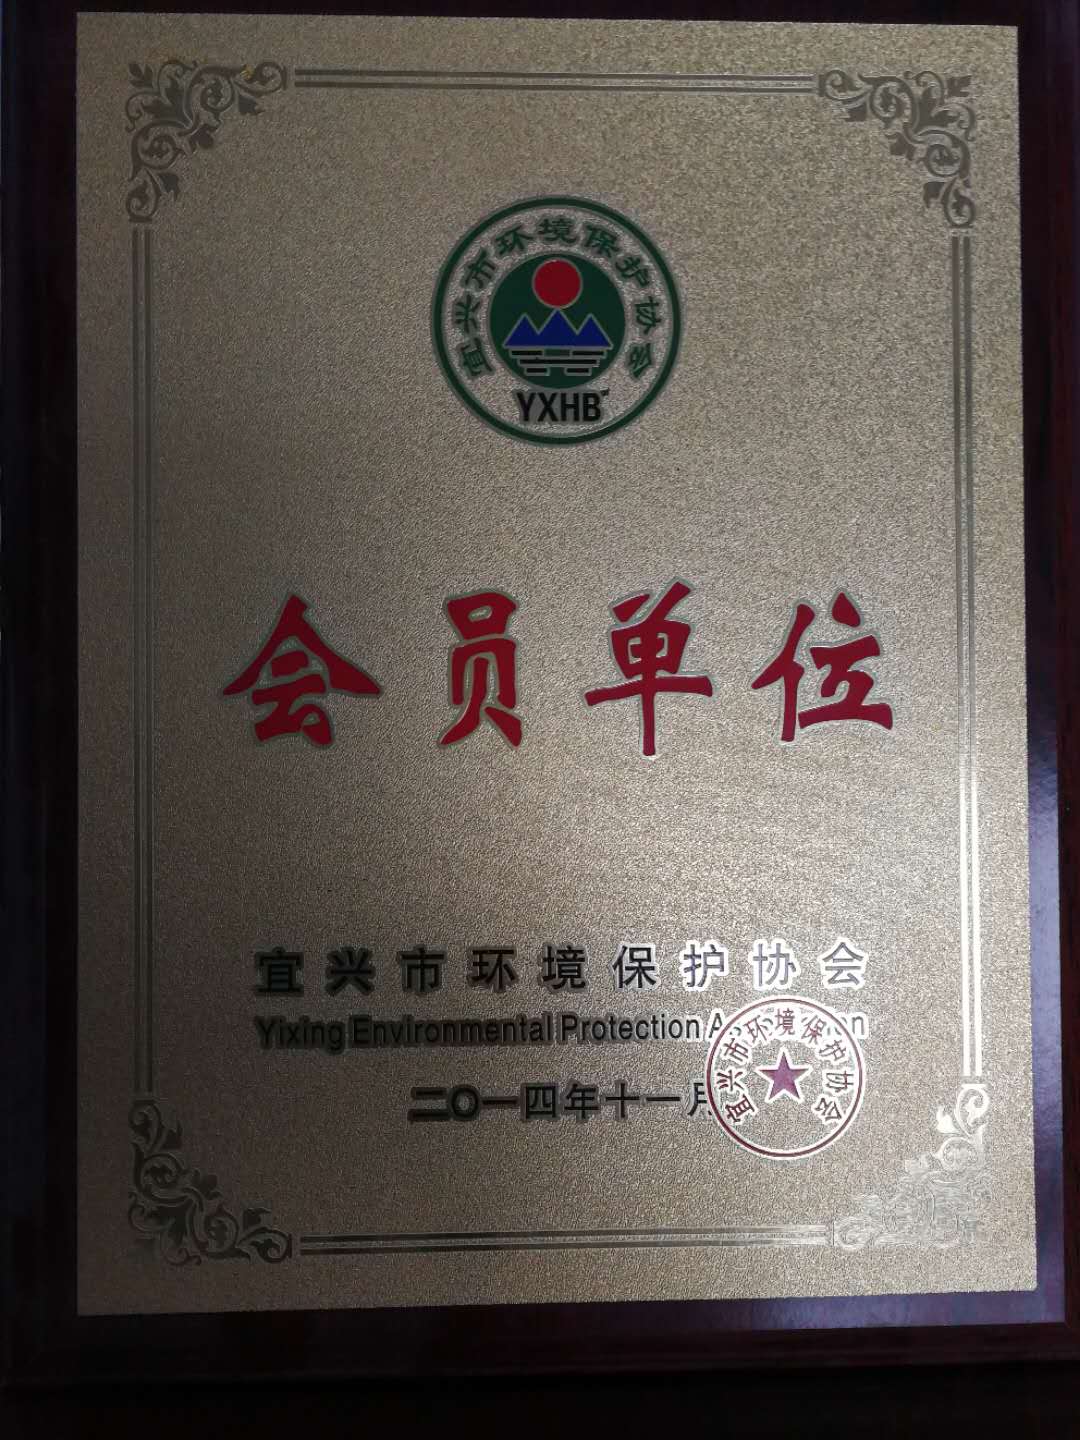 宜兴市环境保护协会
YXHB
会员单位
宜兴市环境保护协会
Yixing Environmental Protection
二〇一四年十一月
宜兴市环境保护协会